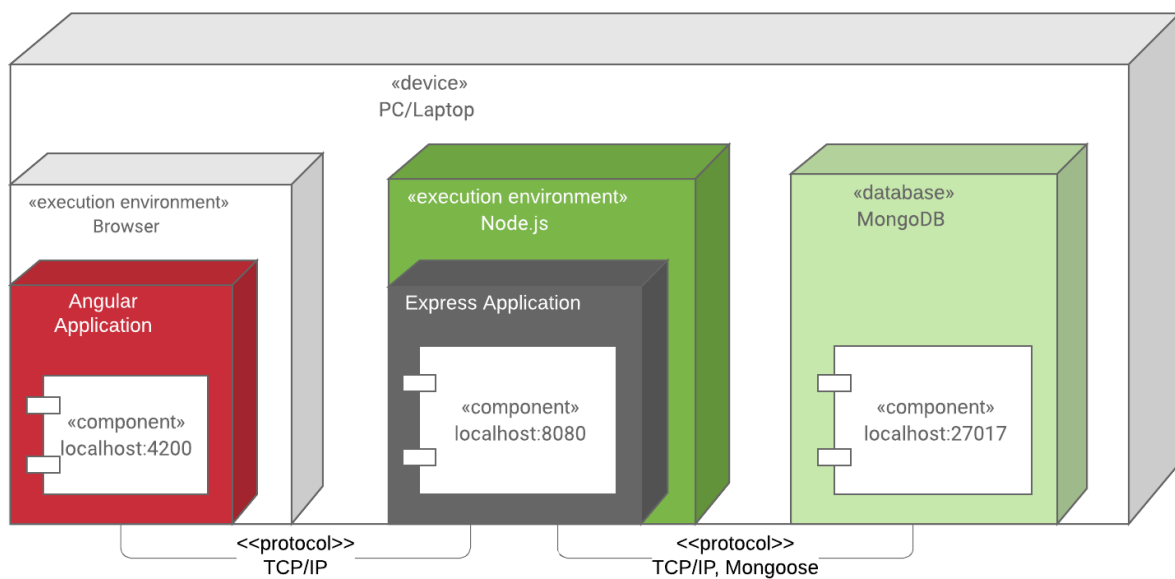 «device»
PC/Laptop
«execution environment»
Browser
Angular
Application
«component»
localhost:4200
«execution environment»
Node.js
Express Application
«component»
localhost:8080
«database»
MongoDB
«component»
localhost:27017
<<protocol>>
TCP/IP
<<protocol>>
TCP/IP, Mongoose